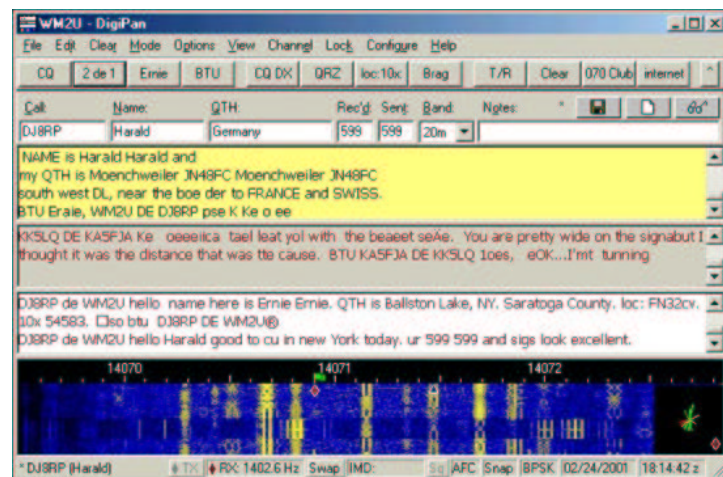 WM2U - DigiPan
File Edit Clear Mode Options View Channel Lock Configure Help
CQ 2 de 1 Ernie BTU CQ DX QRZ loc:10x Brag T/R Clear 070 Club internet ^
Call: Name: QTH: Rec'd: Sent: Band: Notes: *
DJ8RP Harald Germany 599 599 20m
NAME is Harald Harald and
my QTH is Moenchweiler JN48FC Moenchweiler JN48FC
south west DL, near the boe der to FRANCE and SWISS.
BTU Eraie, WM2U DE DJ8RP pse K Ke o ee
KK5LQ DE KA5FJA Ke oeeeiica tael leat yol with the beaeet seÄe. You are pretty wide on the signabut I
thought it was the distance that was tte cause. BTU KA5FJA DE KK5LQ 1oes, eOK...I'mt tunning
DJ8RP de WM2U hello name here is Ernie Ernie. QTH is Ballston Lake, NY. Saratoga County. loc: FN32cv.
10x 54583. □so btu DJ8RP DE WM2U®
DJ8RP de WM2U hello Harald good to cu in new York today. ur 599 599 and sigs look excellent.
14070 14071 14072
* DJ8RP (Harald) TX RX: 1402.6 Hz Swap IMD: Sq AFC Snap BPSK 02/24/2001 18:14:42 z